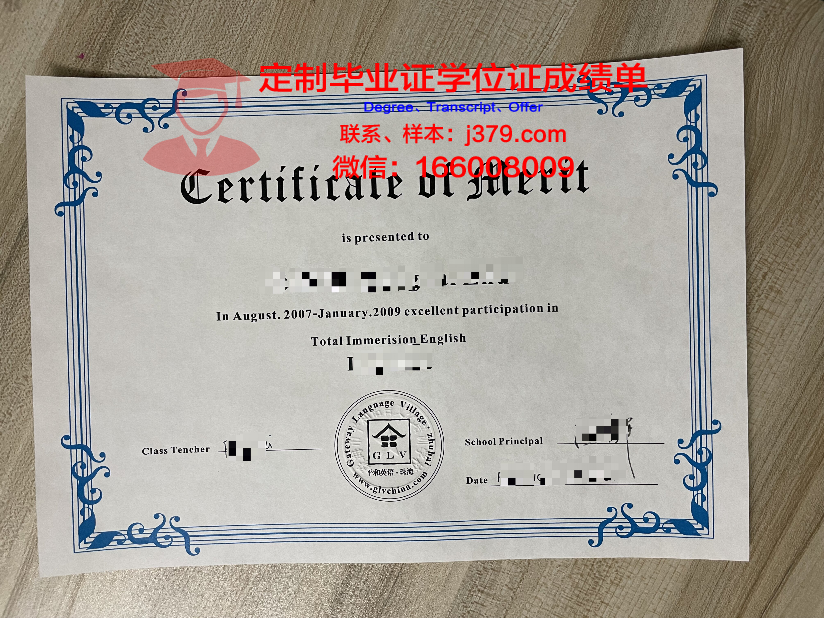 定制毕业证学位证成绩单
Degree、Transcript、Offer
联系、样本：j379.com
微信：166008009
Certificate of Merit
is presented to
In August. 2007-January.2009 excellent participation in
Total Immerision English
Gateway Language Village · zhuhai
GLV
www.glvchina.com
Class Tencher
School Principal
Date